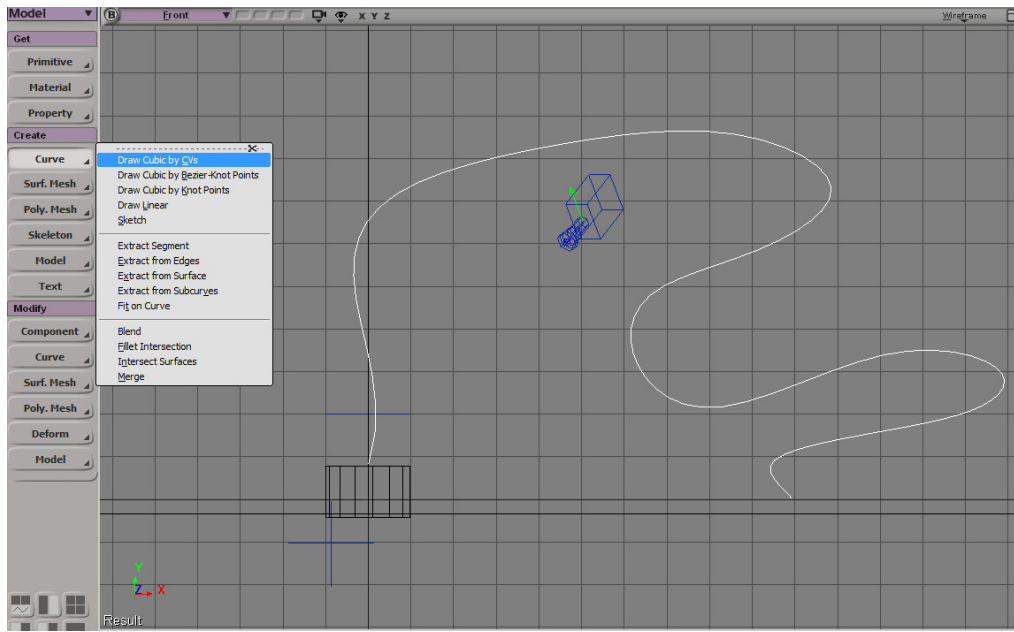 Model
B Front X Y Z Wireframe
Get
Primitive
Material
Property
Create
Curve
Surf. Mesh
Poly. Mesh
Skeleton
Model
Text
Modify
Component
Curve
Surf. Mesh
Poly. Mesh
Deform
Model
Draw Cubic by CVs
Draw Cubic by Bezier-Knot Points
Draw Cubic by Knot Points
Draw Linear
Sketch
Extract Segment
Extract from Edges
Extract from Surface
Extract from Subcurves
Fit on Curve
Blend
Fillet Intersection
Intersect Surfaces
Merge
Y
Z X
Result